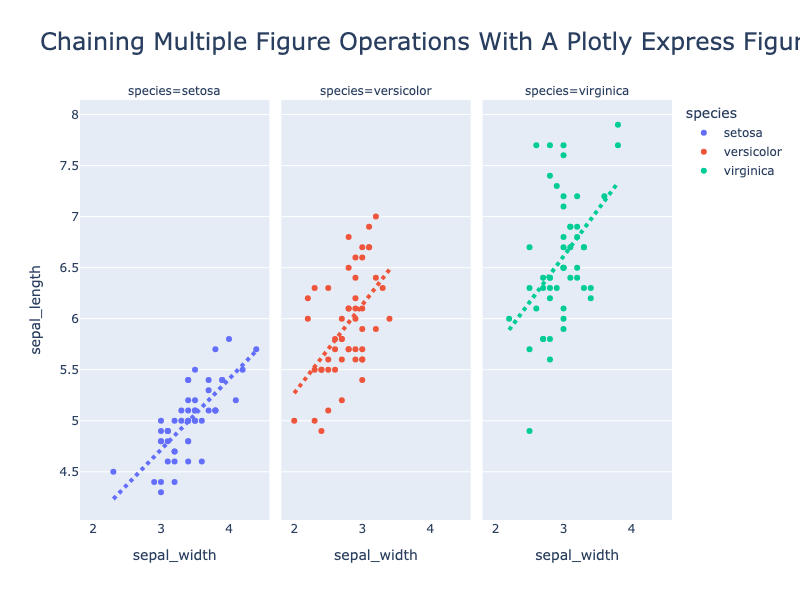 Chaining Multiple Figure Operations With A Plotly Express Figur
species=setosa
species=versicolor
species=virginica
species
setosa
versicolor
virginica
sepal_length
8
7.5
7
6.5
6
5.5
5
4.5
2 3 4
2 3 4
2 3 4
sepal_width
sepal_width
sepal_width